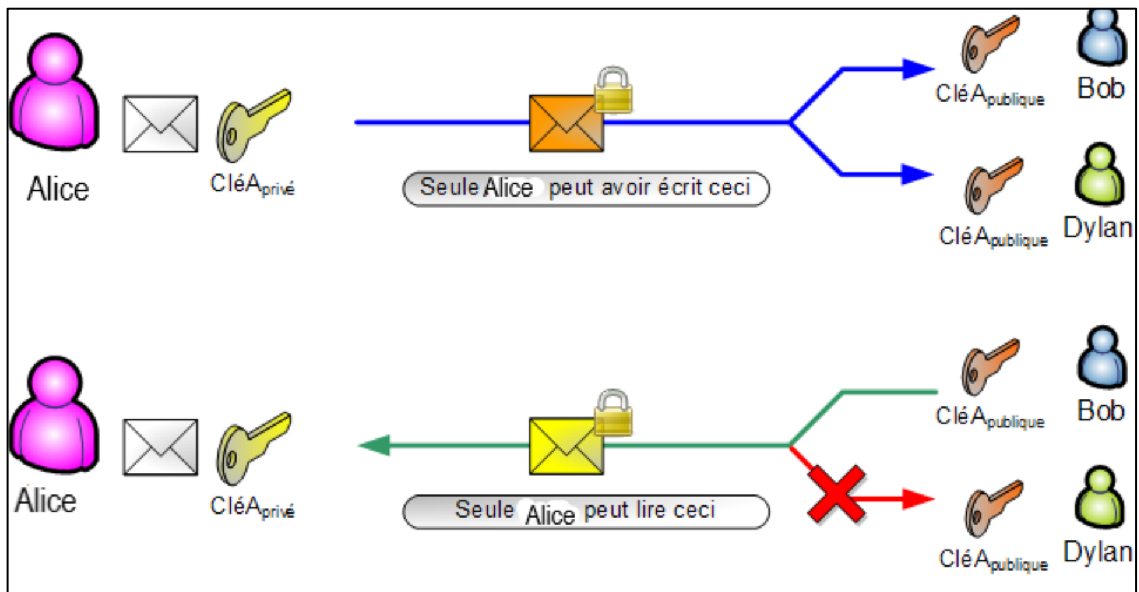 Bob
CléApublique
Alice
CléAprivé
Seule Alice peut avoir écrit ceci
CléApublique
Dylan
Bob
CléApublique
Alice
CléAprivé
Seule Alice peut lire ceci
CléApublique
Dylan